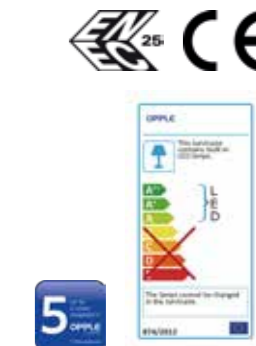 ENEC 25
CE
OPPLE
This luminaire
contains built-in
LED lamps.
A++
A+
A
B
C
D
E
L
E
D
The lamps cannot be changed
in the luminaire.
874/2012
5
OPPLE